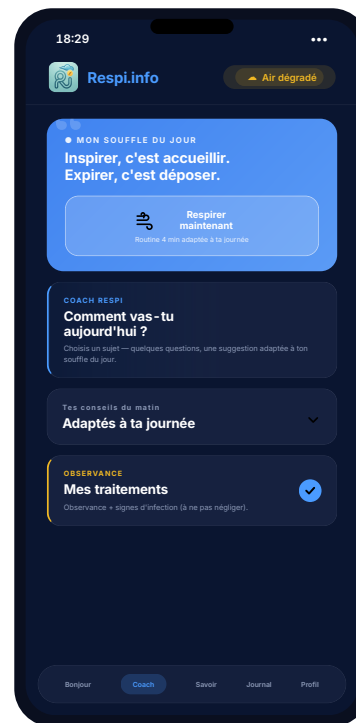 18:29
Respi.info
Air dégradé
MON SOUFFLE DU JOUR
Inspirer, c'est accueillir.
Expirer, c'est déposer.
Respirer
maintenant
Routine 4 min adaptée à ta journée
COACH RESPI
Comment vas-tu
aujourd'hui ?
Choisis un sujet — quelques questions, une suggestion adaptée à ton
souffle du jour.
Tes conseils du matin
Adaptés à ta journée
OBSERVANCE
Mes traitements
Observance + signes d'infection (à ne pas négliger).
Bonjour Coach Savoir Journal Profil